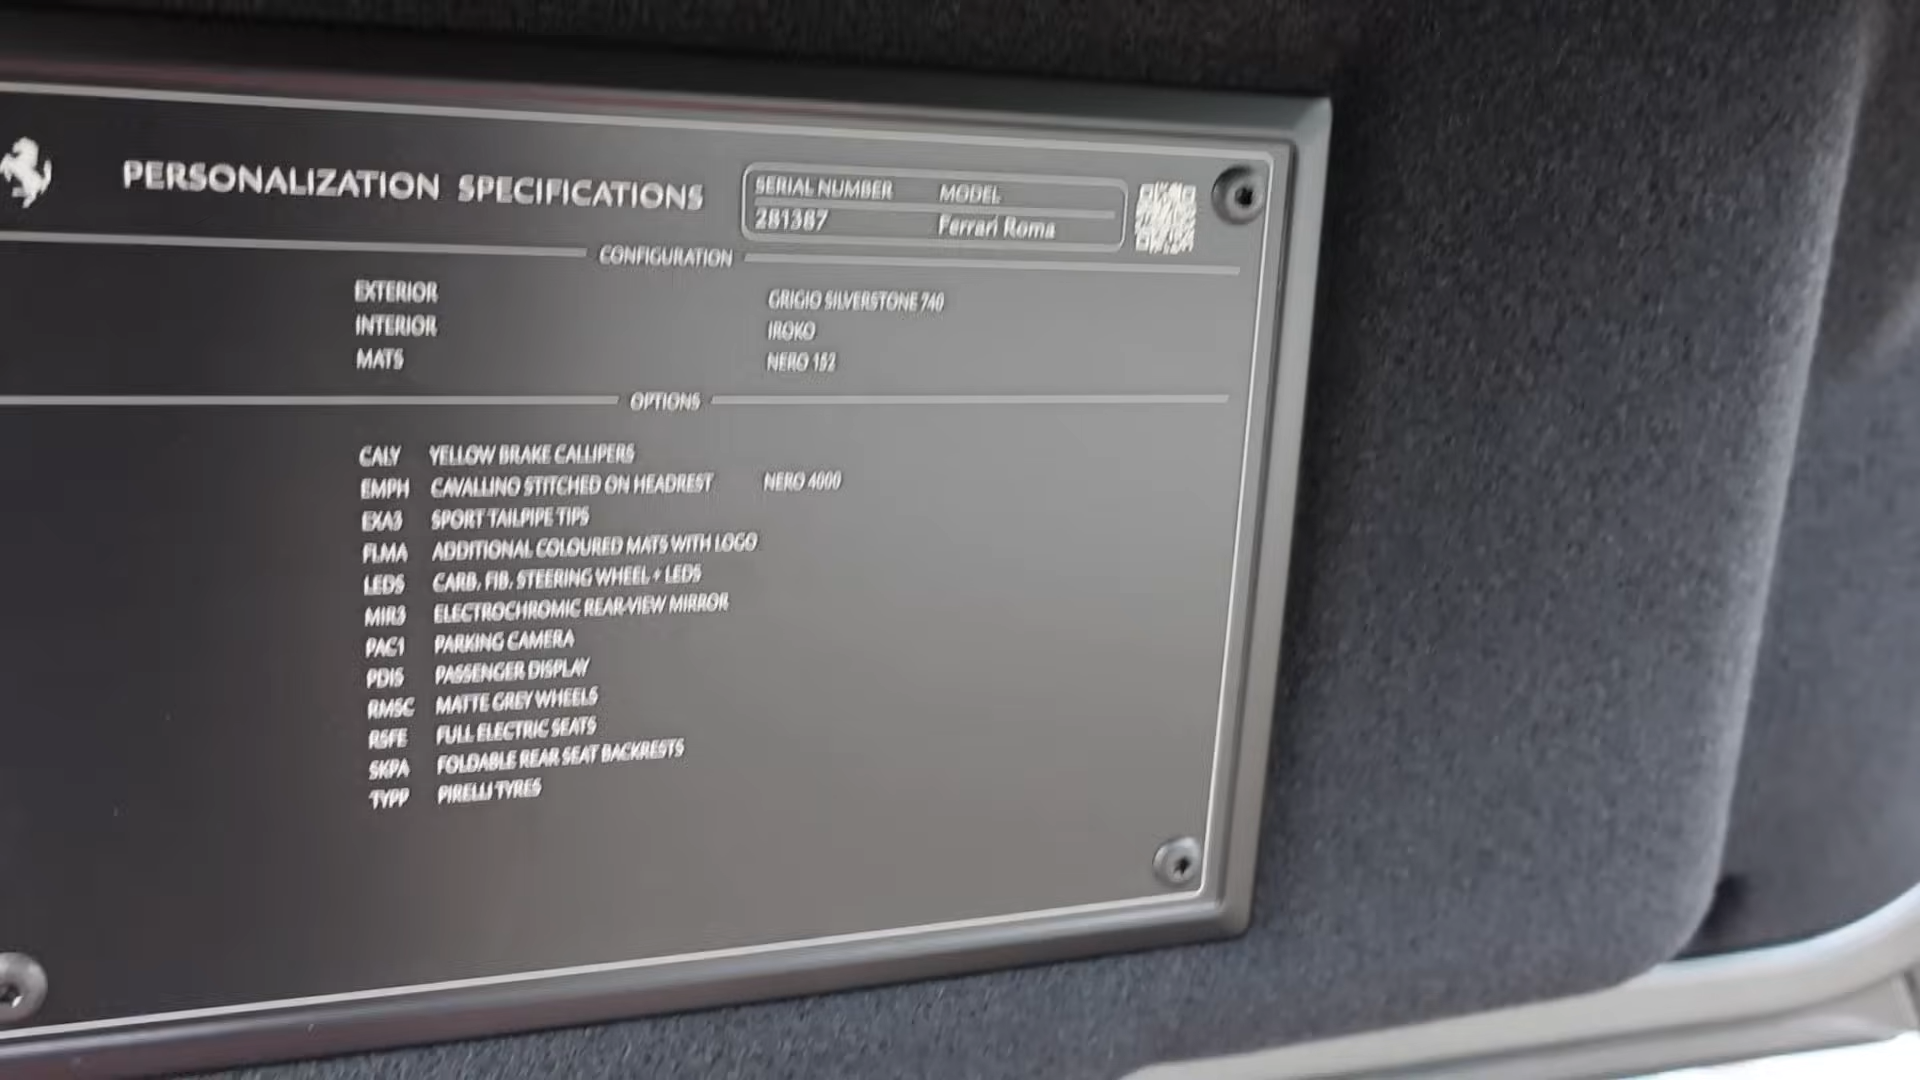 PERSONALIZATION SPECIFICATIONS
SERIAL NUMBER MODEL
281387 Ferrari Roma
CONFIGURATION
EXTERIOR GRIGIO SILVERSTONE 740
INTERIOR IROKO
MATS NERO 152
OPTIONS
CALY YELLOW BRAKE CALLIPERS
EMPH CAVALLINO STITCHED ON HEADREST NERO 4000
EXA3 SPORT TAILPIPE TIPS
FLMA ADDITIONAL COLOURED MATS WITH LOGO
LEDS CARB. FIB. STEERING WHEEL + LEDS
MIR3 ELECTROCHROMIC REAR-VIEW MIRROR
PAC1 PARKING CAMERA
PDIS PASSENGER DISPLAY
RMSC MATTE GREY WHEELS
RSFE FULL ELECTRIC SEATS
SKPA FOLDABLE REAR SEAT BACKRESTS
TYPP PIRELLI TYRES